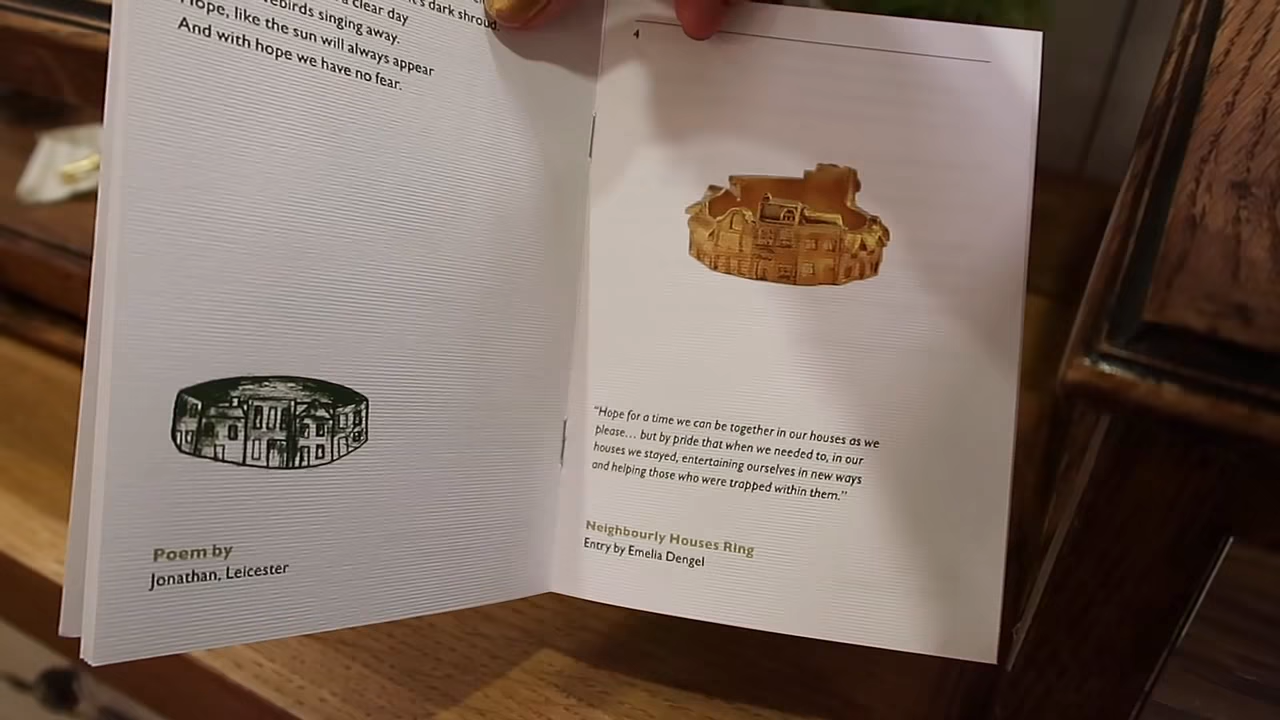 clear day
singing away.
Hope, like the sun will always appear
And with hope we have no fear.
dark shroud.
Poem by
Jonathan, Leicester
4
"Hope for a time we can be together in our houses as we
please... but by pride that when we needed to, in our
houses we stayed, entertaining ourselves in new ways
and helping those who were trapped within them."
Neighbourly Houses Ring
Entry by Emelia Dengel